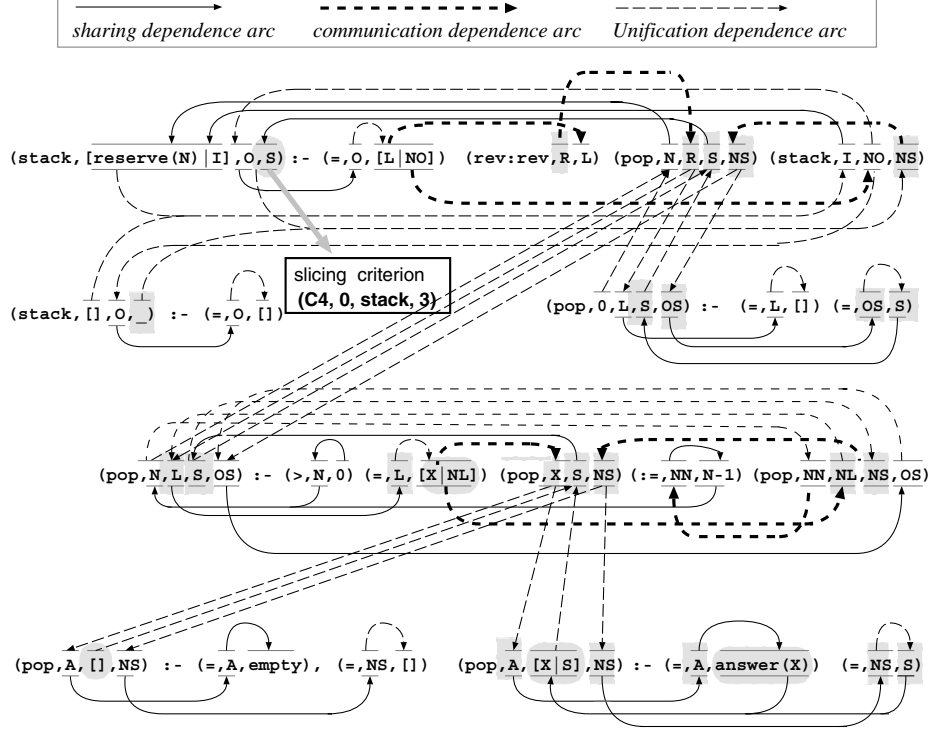 sharing dependence arc communication dependence arc Unification dependence arc
(stack,[reserve(N)|I],O,S) :- (=,O,[L|NO]) (rev:rev,R,L) (pop,N,R,S,NS) (stack,I,NO,NS)
slicing criterion
(C4, 0, stack, 3)
(stack,[],O,_) :- (=,O,[]) (pop,0,L,S,OS) :- (=,L,[]) (=,OS,S)
(pop,N,L,S,OS) :- (>,N,0) (=,L,[X|NL]) (pop,X,S,NS) (:=,NN,N-1) (pop,NN,NL,NS,OS)
(pop,A,[],NS) :- (=,A,empty), (=,NS,[]) (pop,A,[X|S],NS) :- (=,A,answer(X)) (=,NS,S)